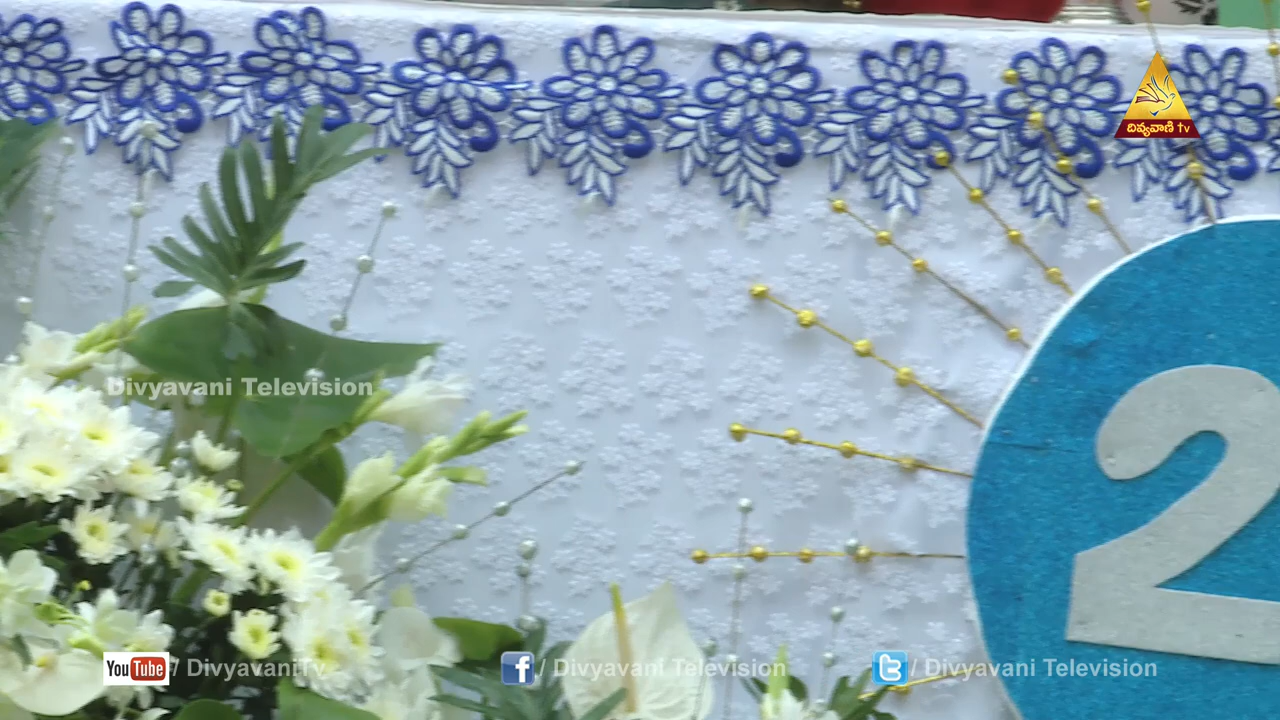 దివ్యవాణి tv
Divyavani Television
2
YouTube / DivyavaniTv
f / Divyavani Television
/ Divyavani Television